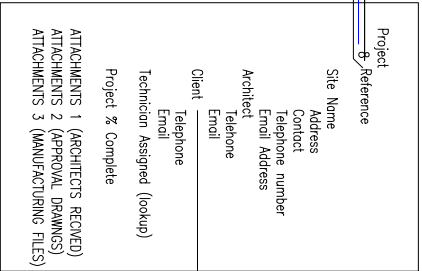 Project
& Reference
Site Name
Address
Contact
Telephone number
Email Address
Architect
Telehone
Email
Client
Telephone
Email
Technician Assigned (lookup)
Project % Complete
ATTACHMENTS 1 (ARCHITECTS RECIVED)
ATTACHMENTS 2 (APPROVAL DRAWNGS)
ATTACHMENTS 3 (MANUFACTURING FILES)